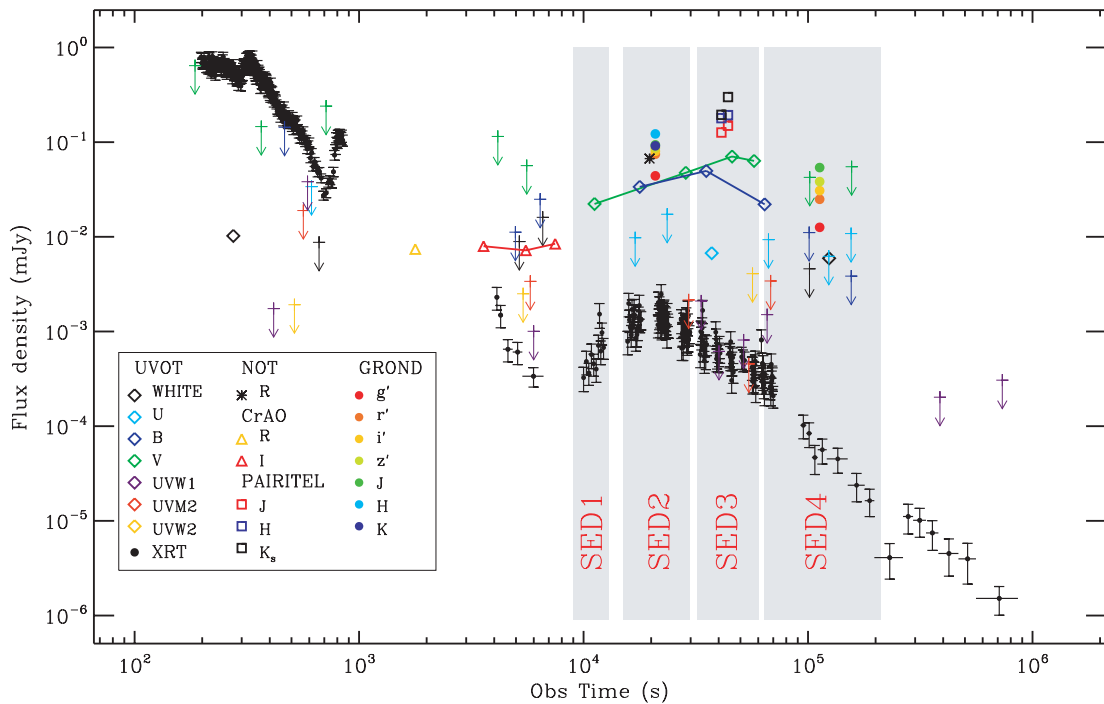 10^0
10^-1
10^-2
10^-3
10^-4
10^-5
10^-6
Flux density (mJy)
UVOT
WHITE
U
B
V
UVW1
UVM2
UVW2
XRT
NOT
R
CrAO
R
I
PAIRITEL
J
H
K_s
GROND
g'
r'
i'
z'
J
H
K
SED1
SED2
SED3
SED4
10^2 10^3 10^4 10^5 10^6
Obs Time (s)